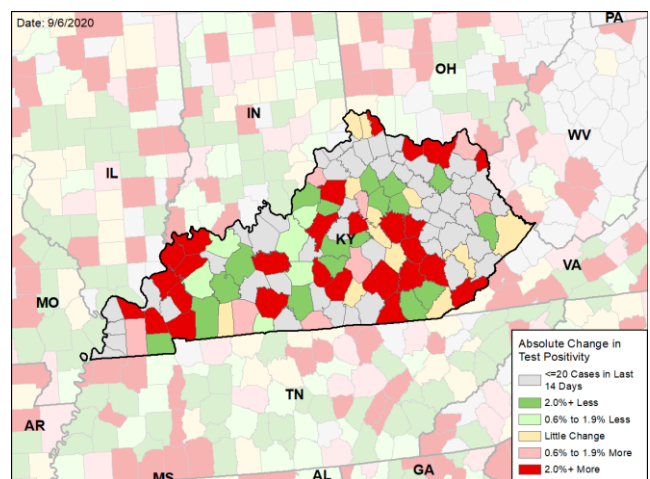 Date: 9/6/2020
PA
OH
IN
WV
IL
KY
VA
MO
TN
AR
MS
AL
GA
Absolute Change in
Test Positivity
<=20 Cases in Last
14 Days
2.0%+ Less
0.6% to 1.9% Less
Little Change
0.6% to 1.9% More
2.0%+ More